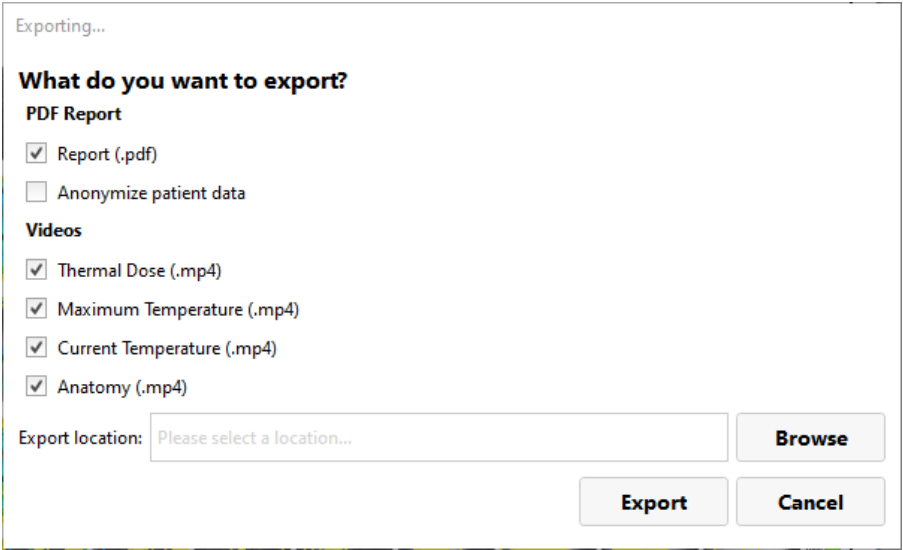 Exporting...
What do you want to export?
PDF Report
Report (.pdf)
Anonymize patient data
Videos
Thermal Dose (.mp4)
Maximum Temperature (.mp4)
Current Temperature (.mp4)
Anatomy (.mp4)
Export location: Please select a location... Browse
Export Cancel